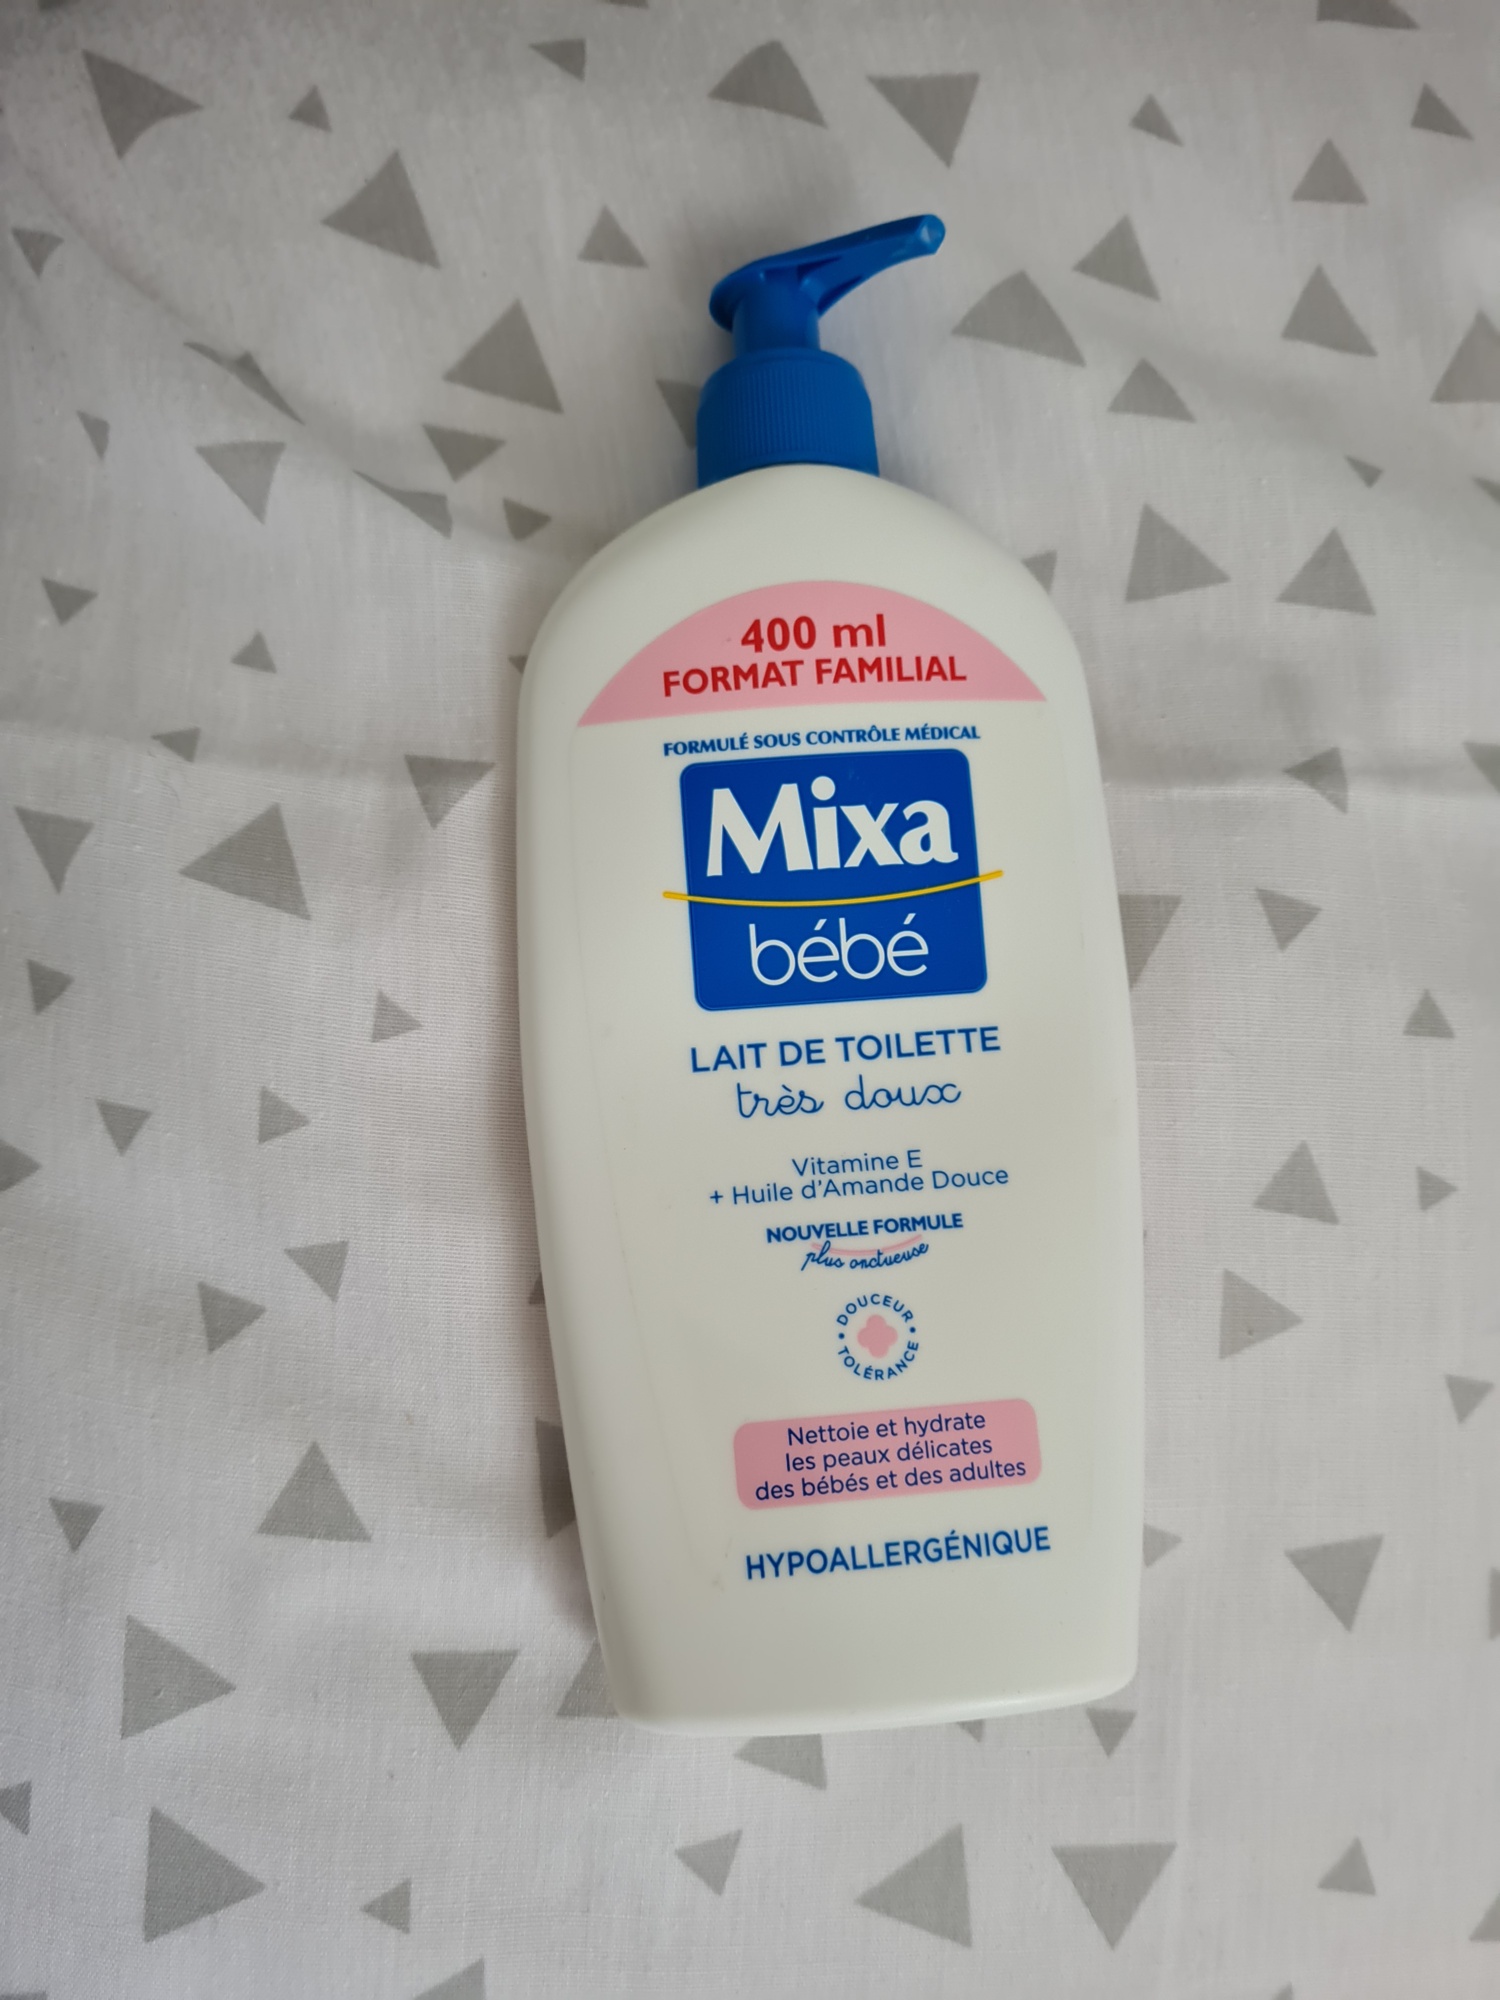 400 ml
FORMAT FAMILIAL
FORMULÉ SOUS CONTRÔLE MÉDICAL
Mixa
bébé
LAIT DE TOILETTE
très doux
Vitamine E
+ Huile d'Amande Douce
NOUVELLE FORMULE
plus onctueuse
DOUCEUR
TOLÉRANCE
Nettoie et hydrate
les peaux délicates
des bébés et des adultes
HYPOALLERGÉNIQUE